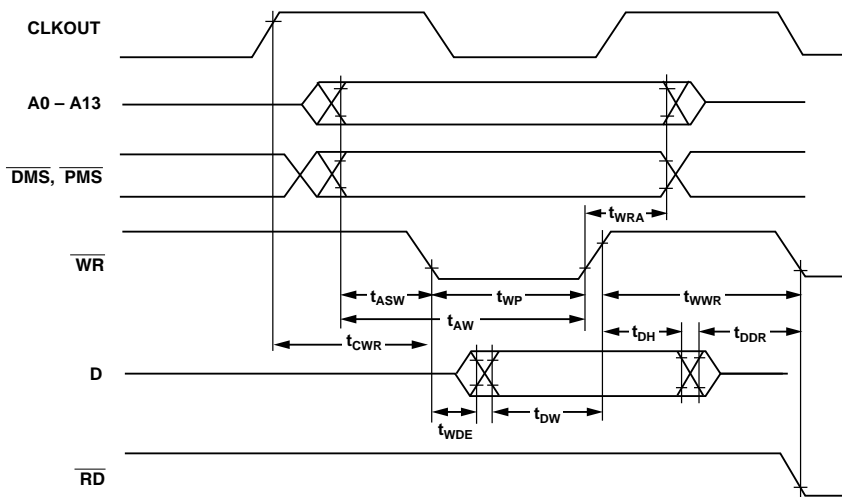 CLKOUT
A0 – A13
DMS, PMS
tWRA
WR
tASW
tWP
tWWR
tAW
tDH
tDDR
tCWR
D
tWDE
tDW
RD